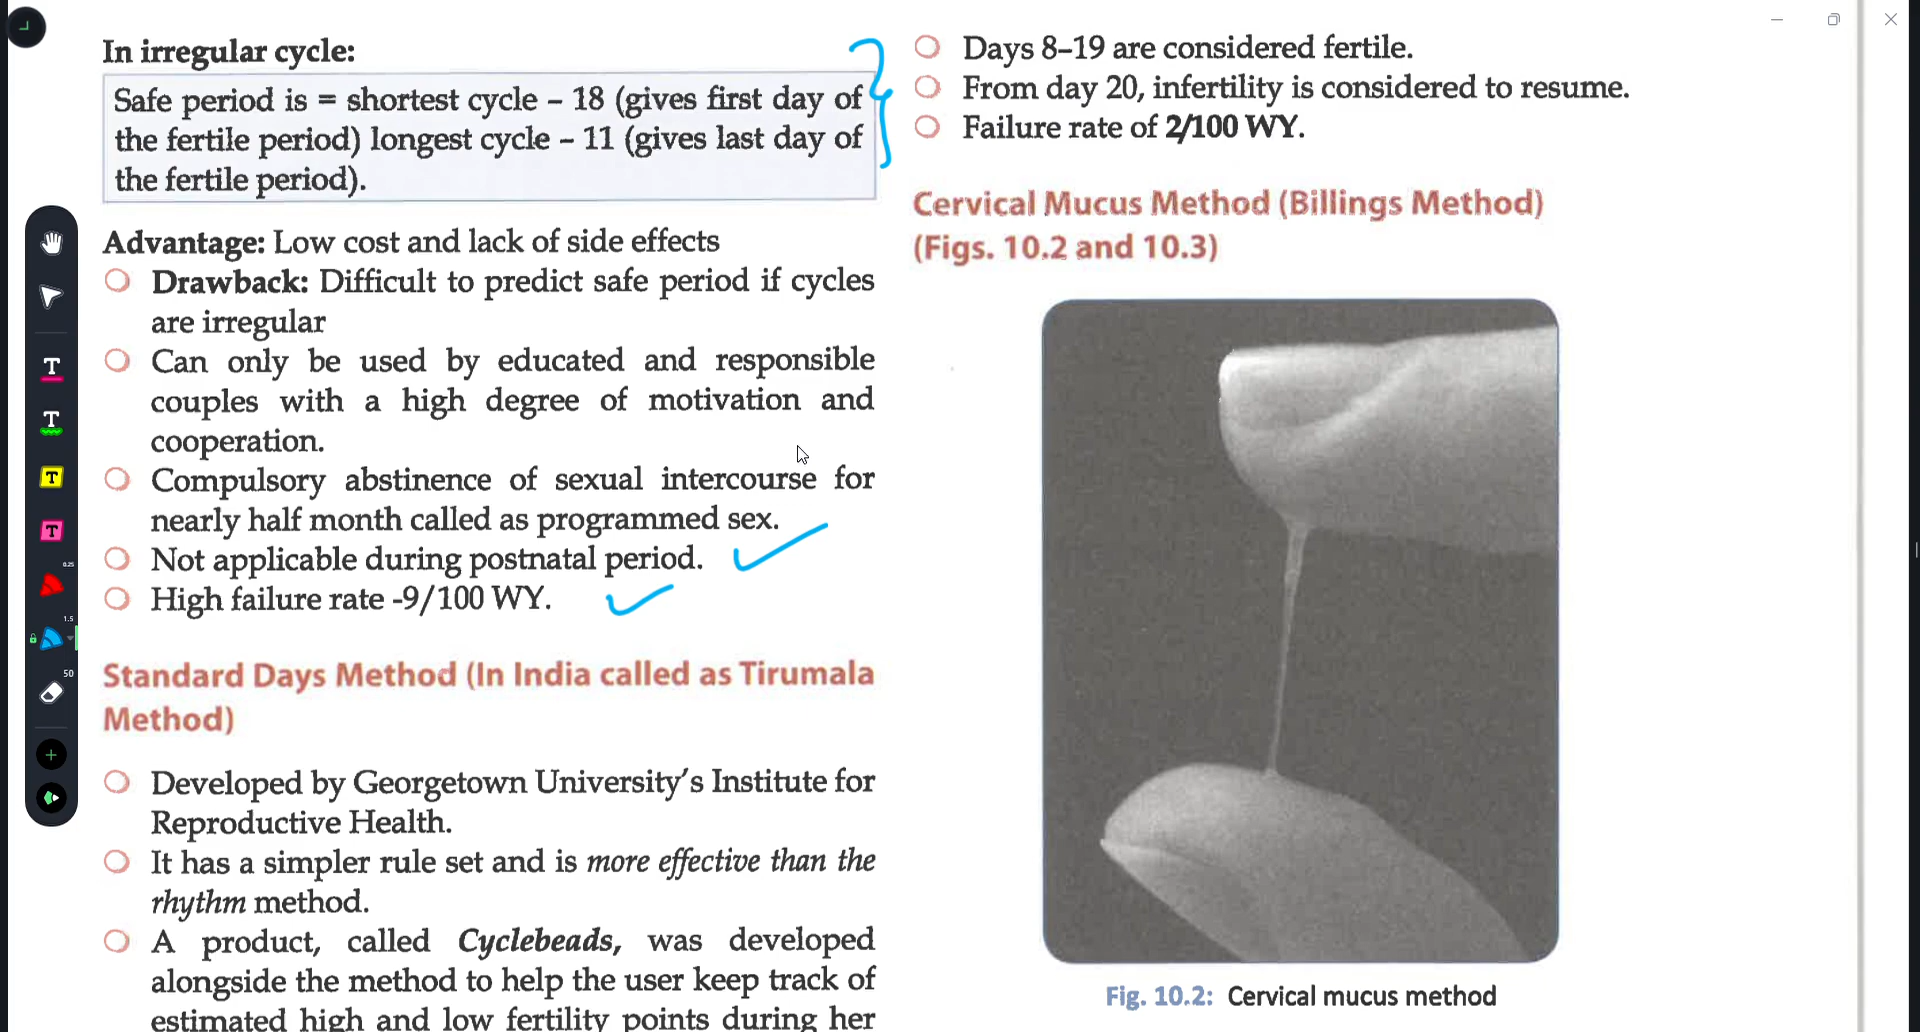 In irregular cycle:
Safe period is = shortest cycle – 18 (gives first day of
the fertile period) longest cycle – 11 (gives last day of
the fertile period).
Advantage: Low cost and lack of side effects
Drawback: Difficult to predict safe period if cycles
are irregular
Can only be used by educated and responsible
couples with a high degree of motivation and
cooperation.
Compulsory abstinence of sexual intercourse for
nearly half month called as programmed sex.
Not applicable during postnatal period.
High failure rate -9/100 WY.
Standard Days Method (In India called as Tirumala
Method)
Developed by Georgetown University's Institute for
Reproductive Health.
It has a simpler rule set and is more effective than the
rhythm method.
A product, called Cyclebeads, was developed
alongside the method to help the user keep track of
estimated high and low fertility points during her
Days 8–19 are considered fertile.
From day 20, infertility is considered to resume.
Failure rate of 2/100 WY.
Cervical Mucus Method (Billings Method)
(Figs. 10.2 and 10.3)
Fig. 10.2: Cervical mucus method
T
T
T
T
0.25
1.5
50